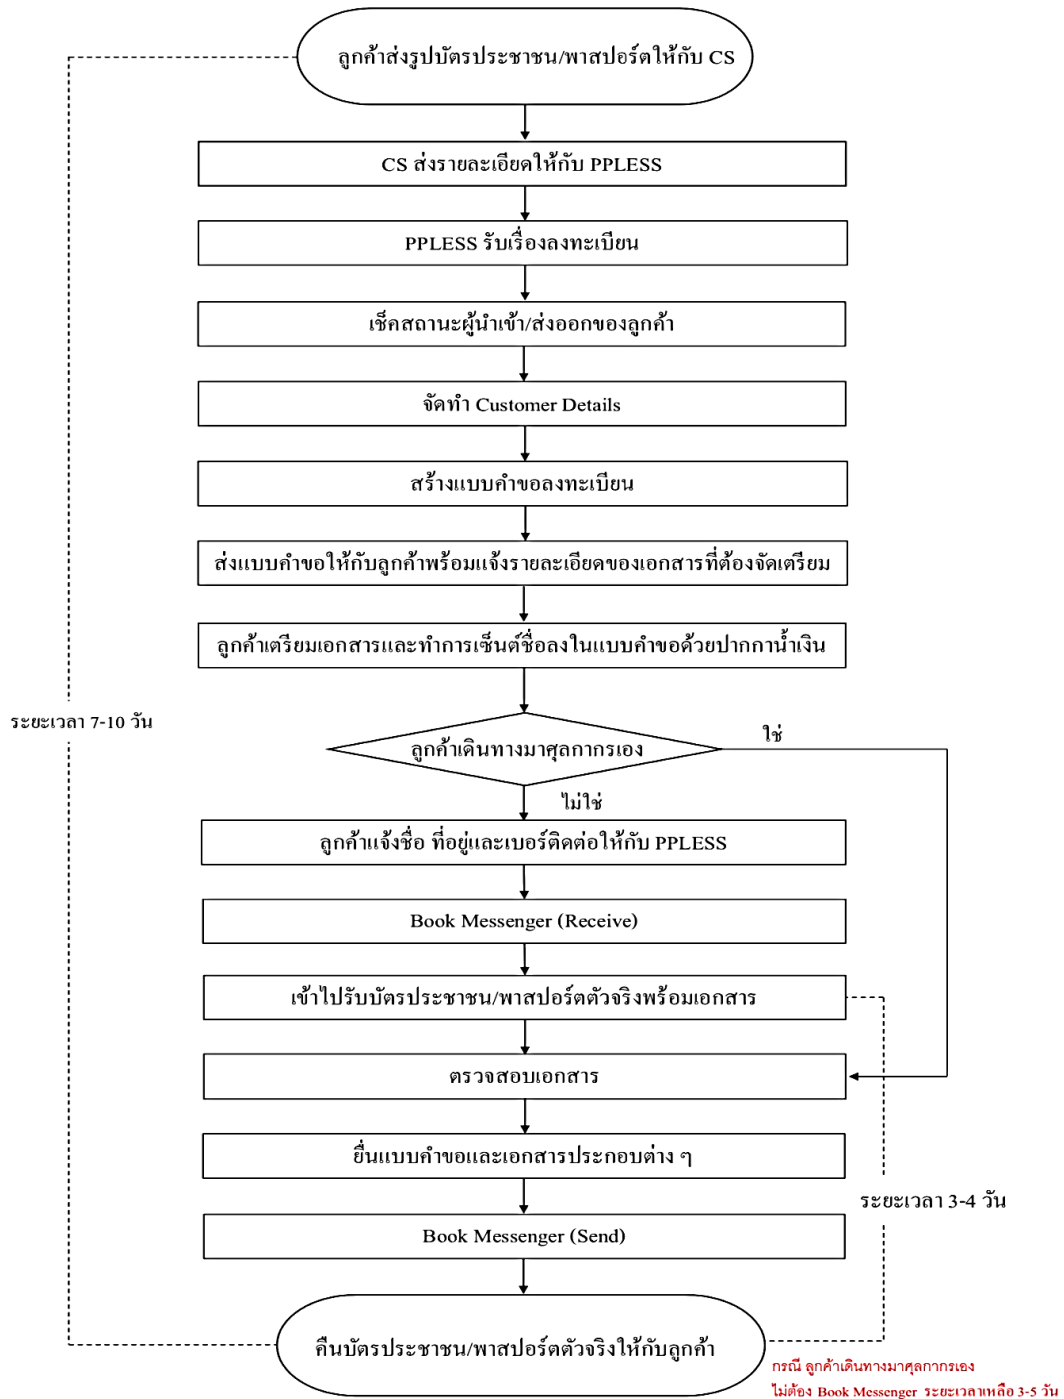 ลูกค้าส่งรูปบัตรประชาชน/พาสปอร์ตให้กับ CS
CS ส่งรายละเอียดให้กับ PPLESS
PPLESS รับเรื่องลงทะเบียน
เช็คสถานะผู้นำเข้า/ส่งออกของลูกค้า
จัดทำ Customer Details
สร้างแบบคำขอลงทะเบียน
ส่งแบบคำขอให้กับลูกค้าพร้อมแจ้งรายละเอียดของเอกสารที่ต้องจัดเตรียม
ลูกค้าเตรียมเอกสารและทำการเซ็นต์ชื่อลงในแบบคำขอด้วยปากกาน้ำเงิน
ระยะเวลา 7-10 วัน
ลูกค้าเดินทางมาศุลกากรเอง
ใช่
ไม่ใช่
ลูกค้าแจ้งชื่อ ที่อยู่และเบอร์ติดต่อให้กับ PPLESS
Book Messenger (Receive)
เข้าไปรับบัตรประชาชน/พาสปอร์ตตัวจริงพร้อมเอกสาร
ตรวจสอบเอกสาร
ยื่นแบบคำขอและเอกสารประกอบต่าง ๆ
ระยะเวลา 3-4 วัน
Book Messenger (Send)
คืนบัตรประชาชน/พาสปอร์ตตัวจริงให้กับลูกค้า
กรณี ลูกค้าเดินทางมาศุลกากรเอง
ไม่ต้อง Book Messenger ระยะเวลาเหลือ 3-5 วัน